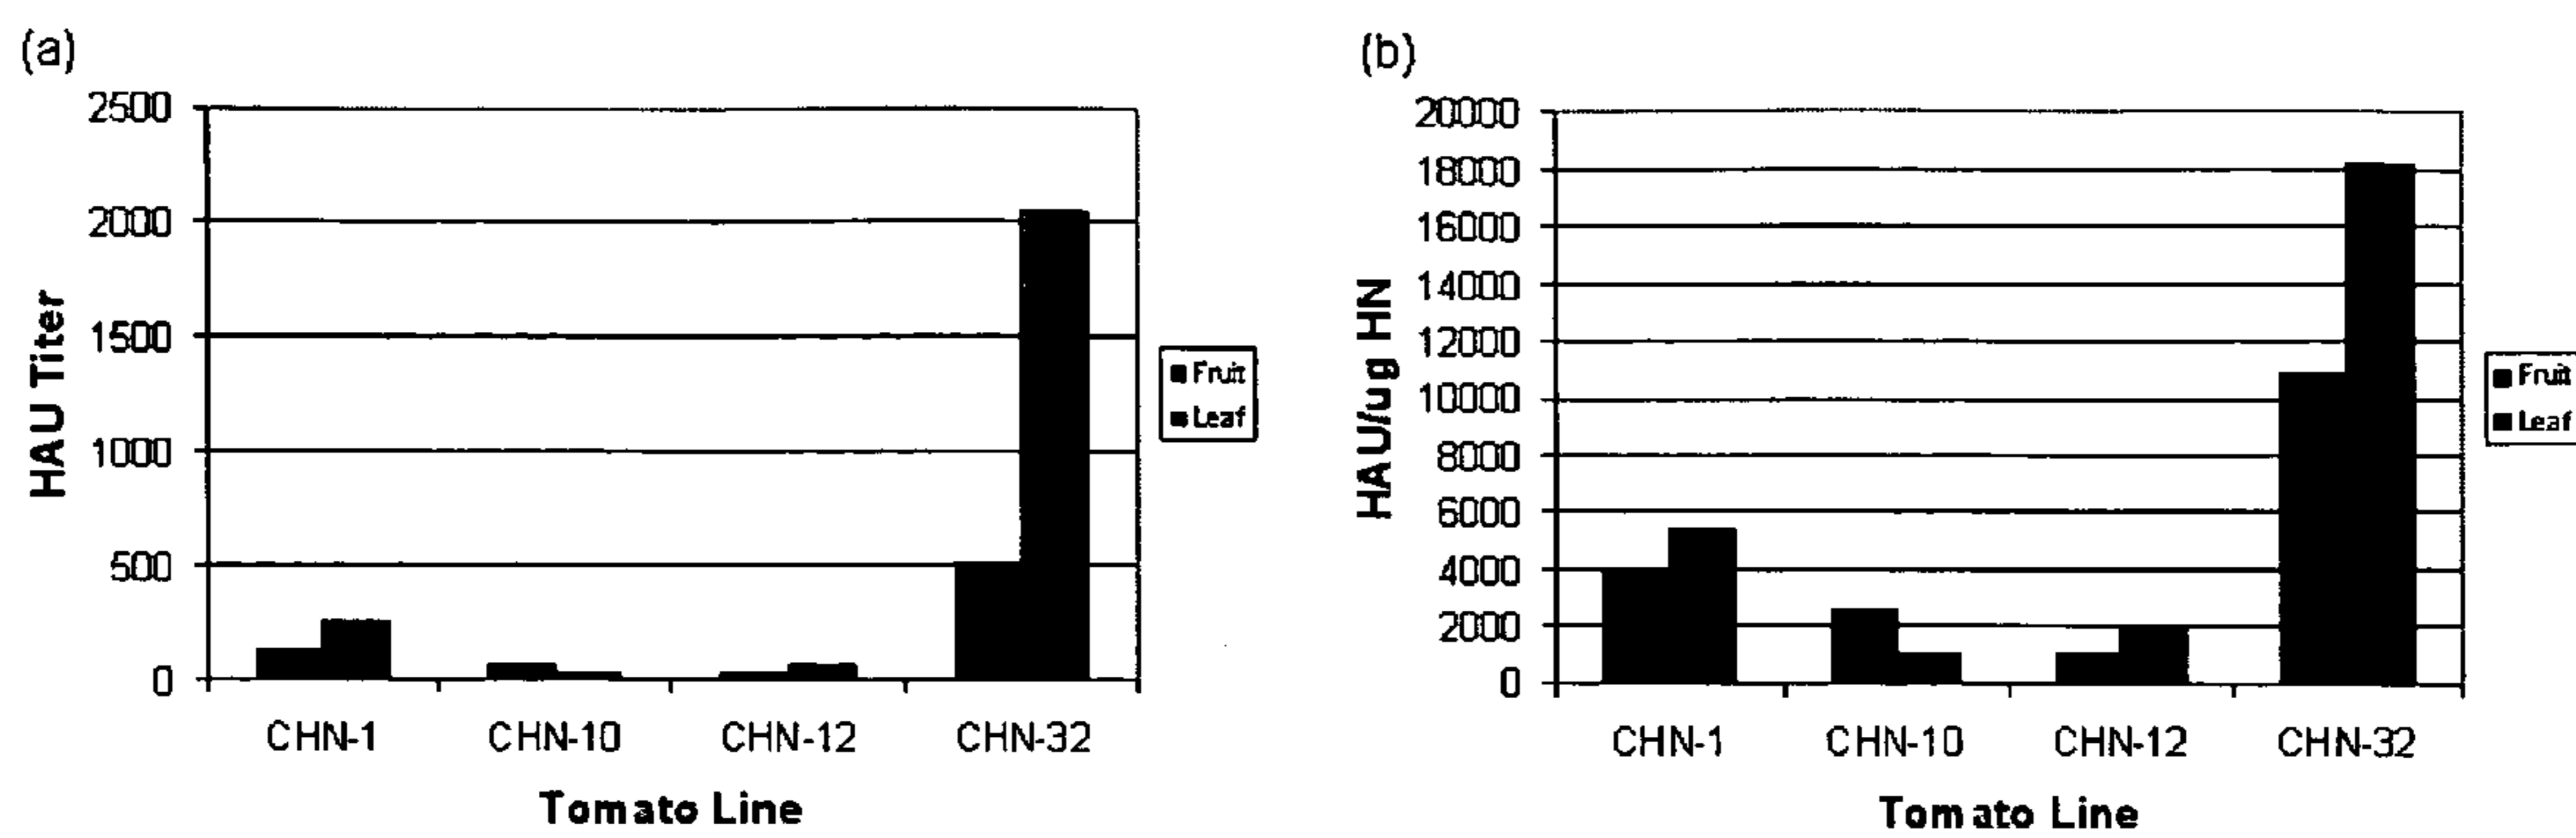 (a)
HAU Titer
2500
2000
1500
1000
500
0
CHN-1 CHN-10 CHN-12 CHN-32
Tomato Line
Fruit
Leaf
(b)
HAU/ug HN
20000
18000
16000
14000
12000
10000
8000
6000
4000
2000
0
CHN-1 CHN-10 CHN-12 CHN-32
Tomato Line
Fruit
Leaf